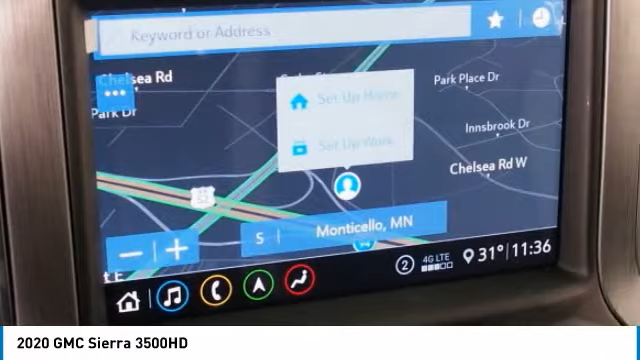 Keyword or Address
Chelsea Rd
Park Dr
Park Place Dr
Set Up Home
Set Up Work
Innsbrook Dr
Chelsea Rd W
S
Monticello, MN
2
4G LTE
31°
11:36
2020 GMC Sierra 3500HD